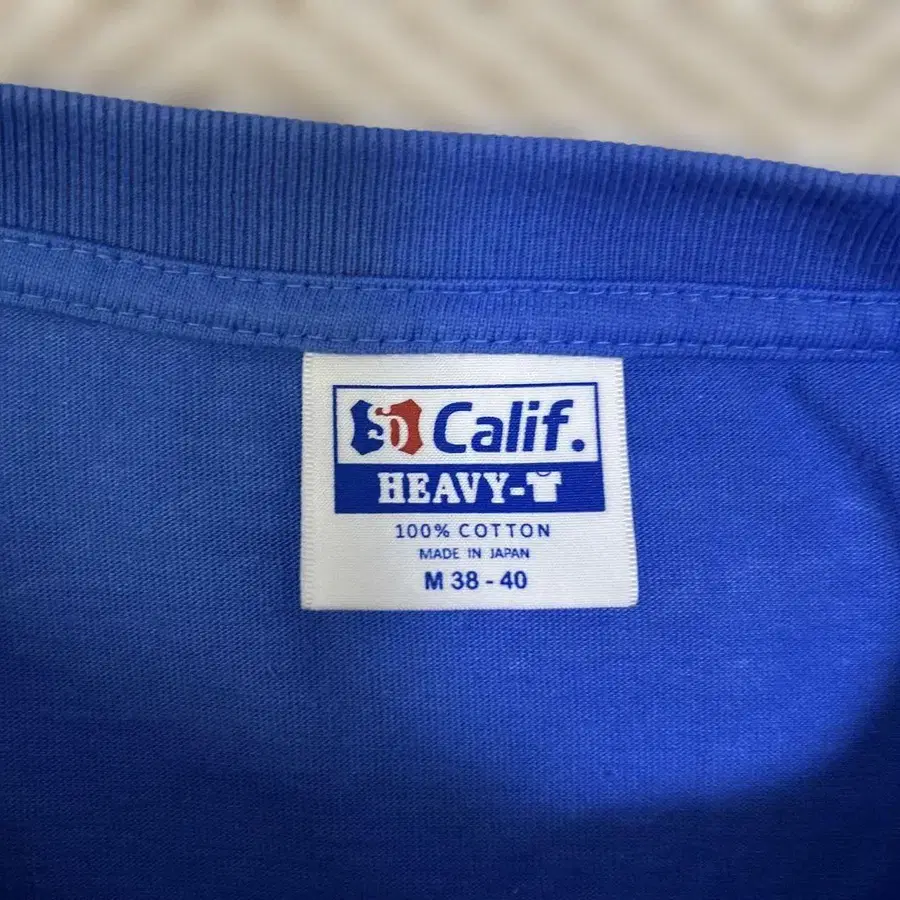 SD Calif.
HEAVY-T
100% COTTON
MADE IN JAPAN
M 38 - 40